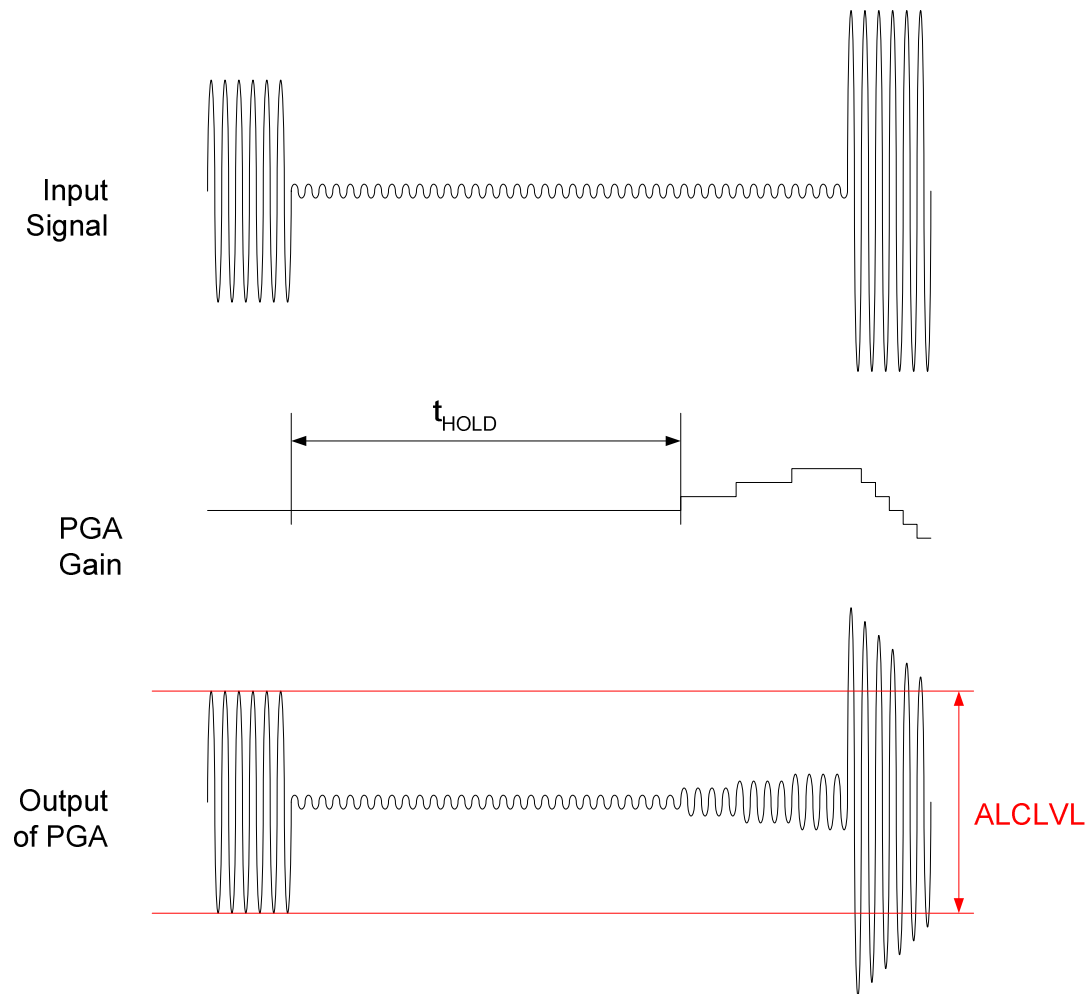 Input
Signal
tHOLD
PGA
Gain
Output
of PGA
ALCLVL